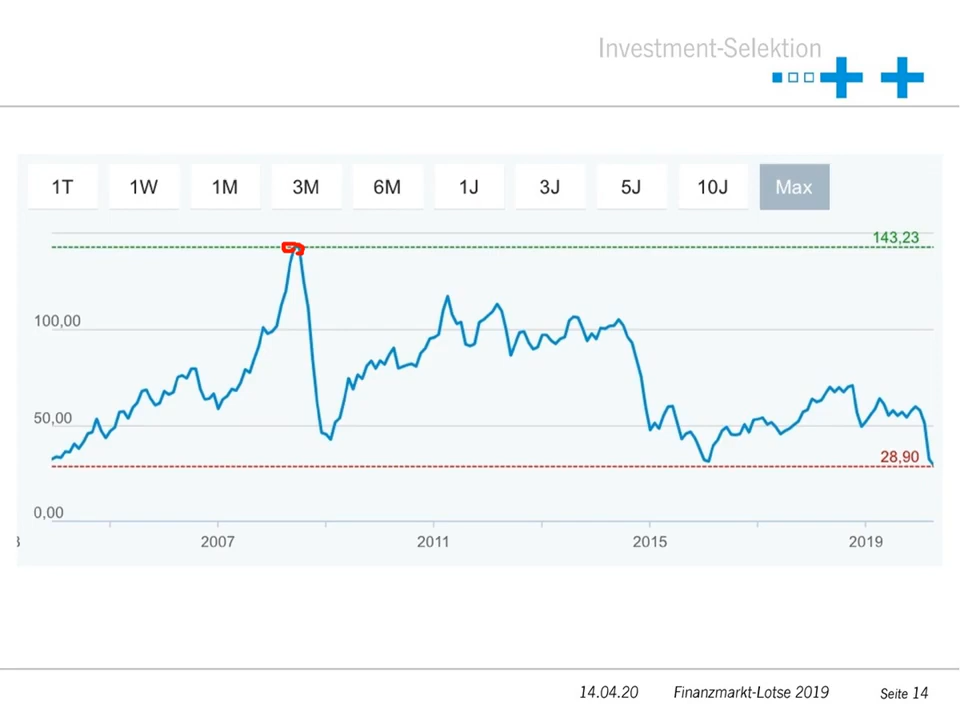 Investment-Selektion
1T 1W 1M 3M 6M 1J 3J 5J 10J Max
143,23
100,00
50,00
28,90
0,00
3 2007 2011 2015 2019
14.04.20 Finanzmarkt-Lotse 2019 Seite 14